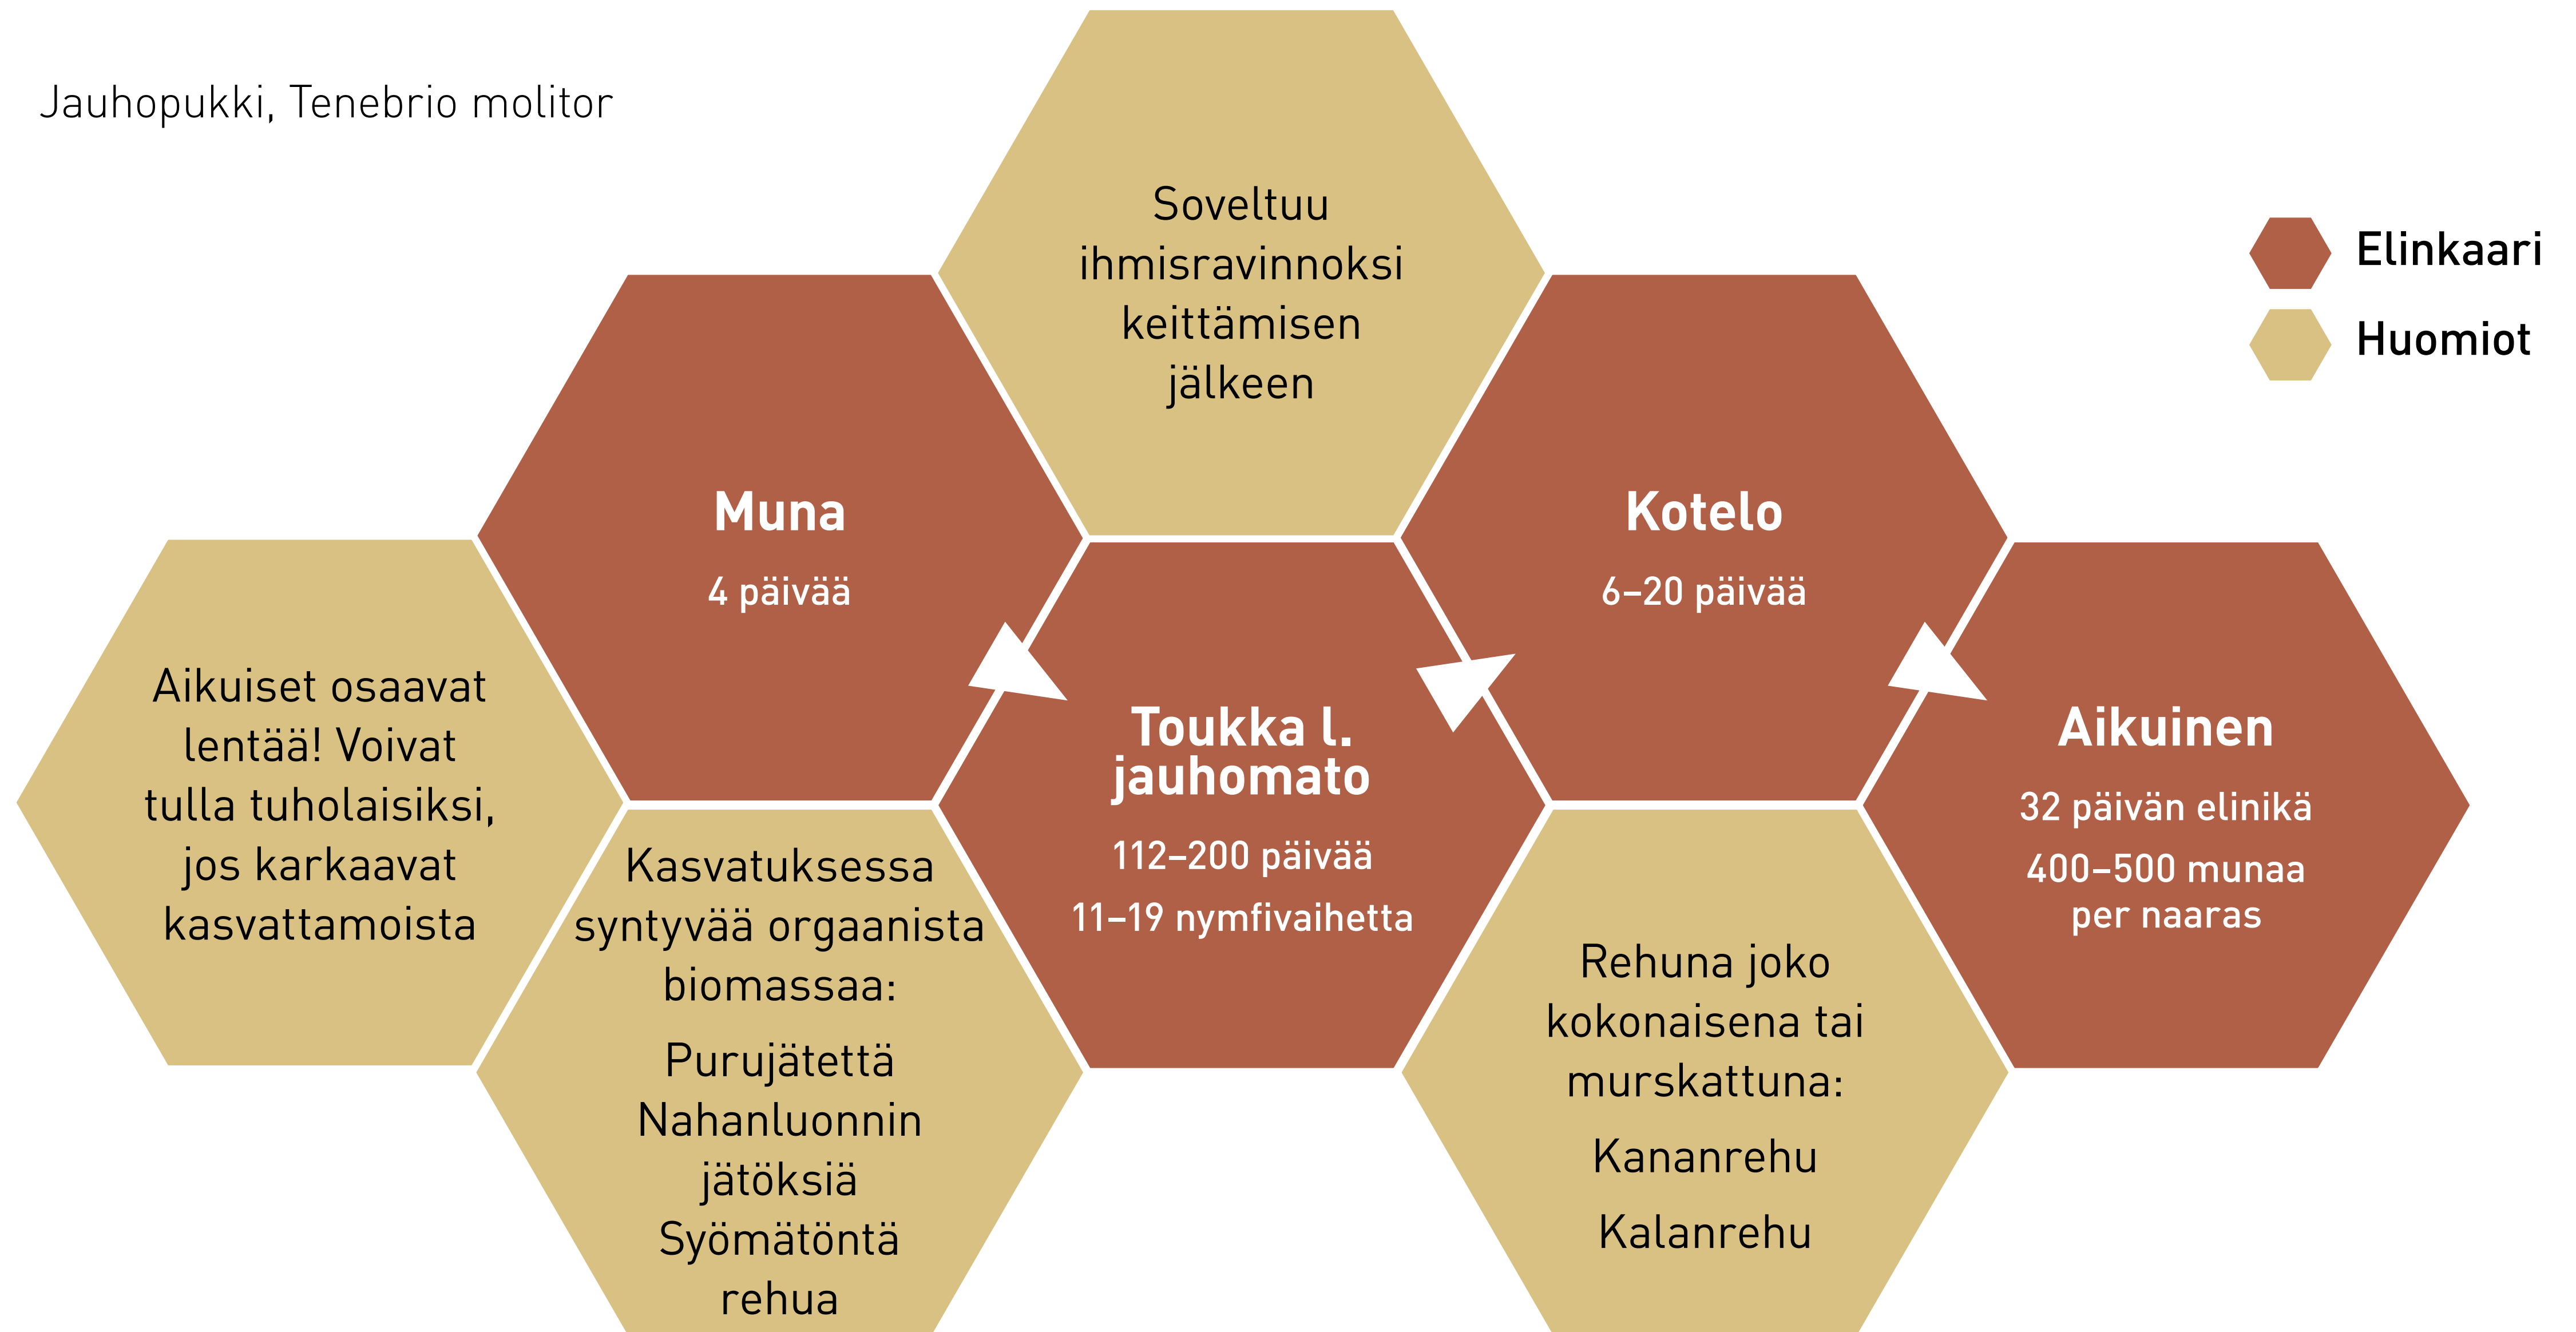 Jauhopukki, Tenebrio molitor
Soveltuu
ihmisravinnoksi
keittämisen
jälkeen
Elinkaari
Huomiot
Muna
4 päivää
Kotelo
6–20 päivää
Aikuiset osaavat
lentää! Voivat
tulla tuholaisiksi,
jos karkaavat
kasvattamoista
Toukka l.
jauhomato
112–200 päivää
11–19 nymfivaihetta
Aikuinen
32 päivän elinikä
400–500 munaa
per naaras
Kasvatuksessa
syntyvää orgaanista
biomassaa:
Purujätettä
Nahanluonnin
jätöksiä
Syömätöntä
rehua
Rehuna joko
kokonaisena tai
murskattuna:
Kananrehu
Kalanrehu